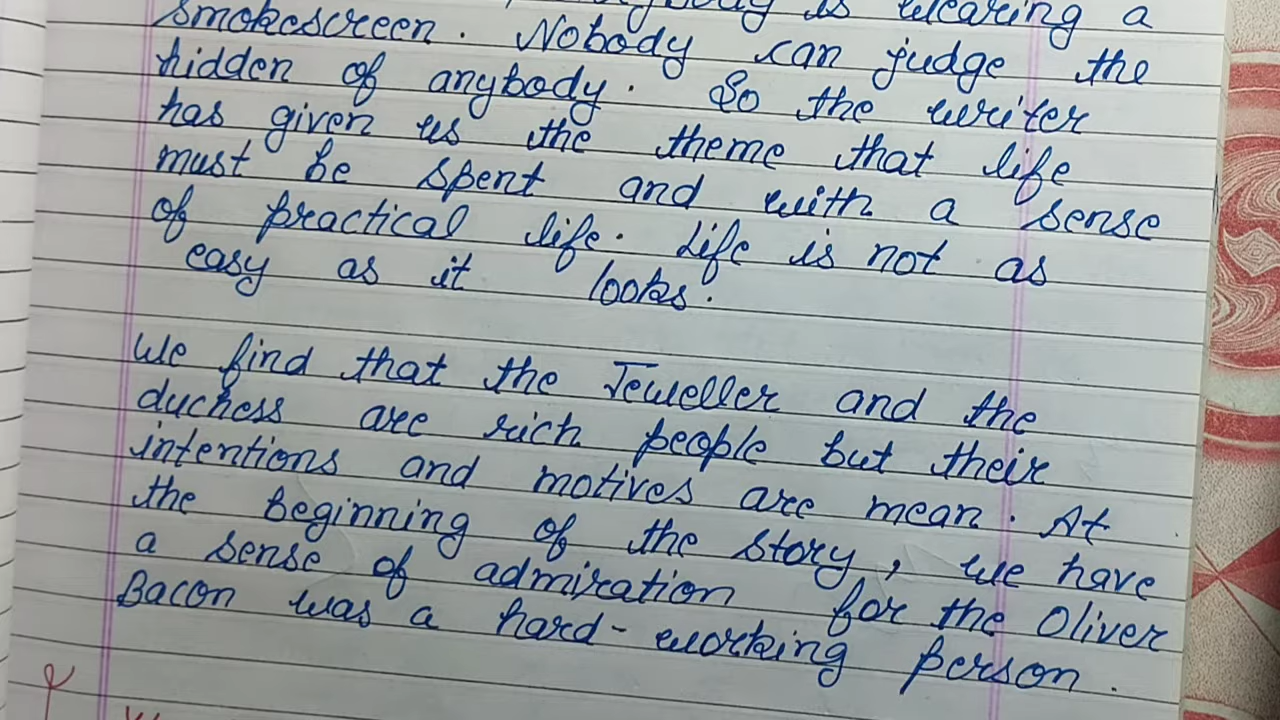 is wearing a
smokescreen. Nobody can judge the
hidden of anybody. So the writer
has given us the theme that life
must be spent and with a sense
of practical life. Life is not as
easy as it looks.
We find that the Jeweller and the
duchess are rich people but their
intentions and motives are mean. At
the beginning of the story, we have
a sense of admiration for the Oliver
Bacon was a hard-working person.